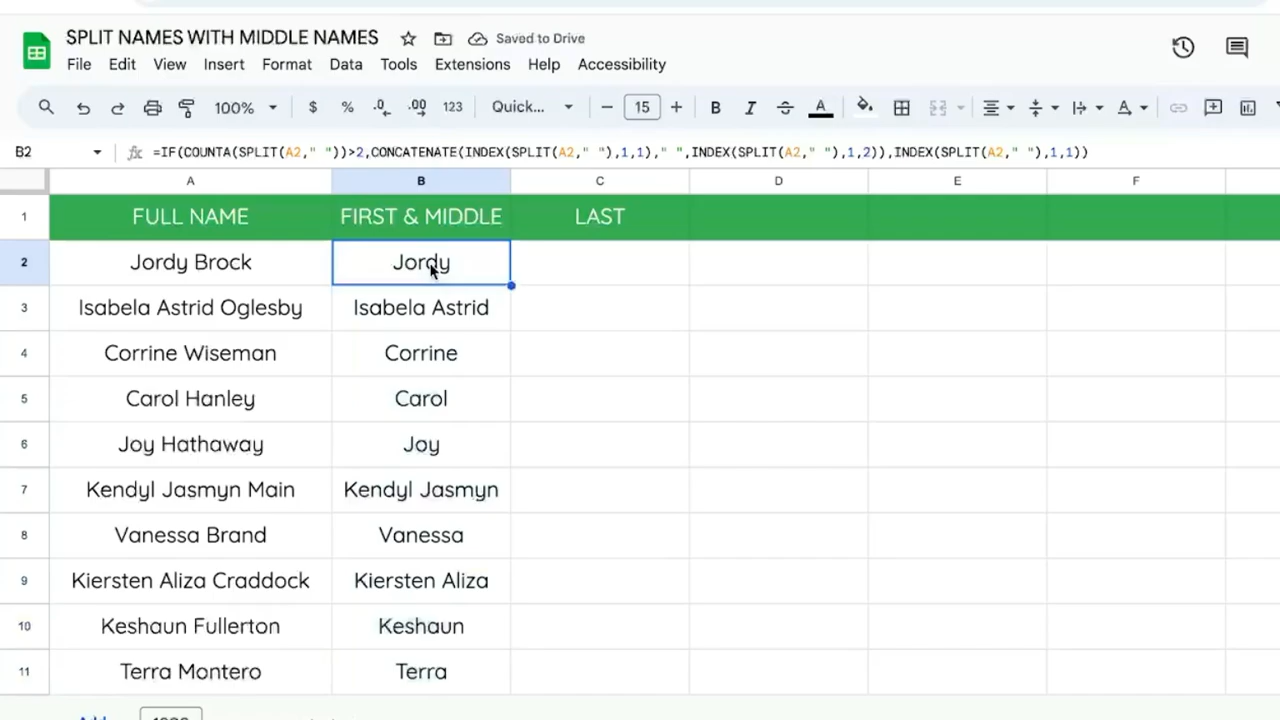 SPLIT NAMES WITH MIDDLE NAMES Saved to Drive
File Edit View Insert Format Data Tools Extensions Help Accessibility
100% $ % .0 .00 123 Quick... 15 B I S A A
B2 fx =IF(COUNTA(SPLIT(A2," "))>2,CONCATENATE(INDEX(SPLIT(A2," "),1,1)," ",INDEX(SPLIT(A2," "),1,2)),INDEX(SPLIT(A2," "),1,1))
A B C D E F
1 FULL NAME FIRST & MIDDLE LAST
2 Jordy Brock Jordy
3 Isabela Astrid Oglesby Isabela Astrid
4 Corrine Wiseman Corrine
5 Carol Hanley Carol
6 Joy Hathaway Joy
7 Kendyl Jasmyn Main Kendyl Jasmyn
8 Vanessa Brand Vanessa
9 Kiersten Aliza Craddock Kiersten Aliza
10 Keshaun Fullerton Keshaun
11 Terra Montero Terra